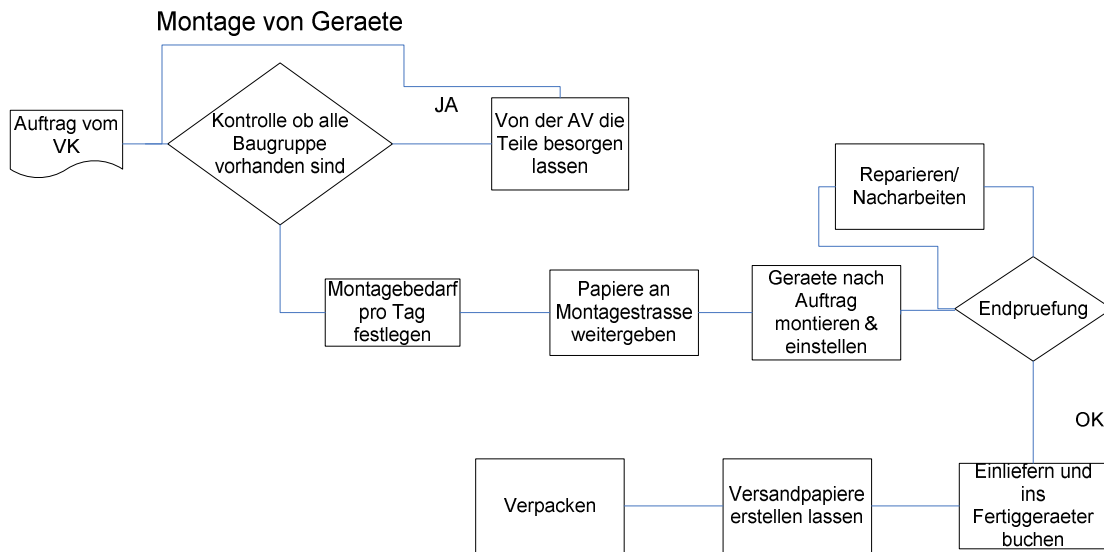 Montage von Geraete
Auftrag vom
VK
Kontrolle ob alle
Baugruppe
vorhanden sind
JA
Von der AV die
Teile besorgen
lassen
Reparieren/
Nacharbeiten
Montagebedarf
pro Tag
festlegen
Papiere an
Montagestrasse
weitergeben
Geraete nach
Auftrag
montieren &
einstellen
Endpruefung
OK
Einliefern und
ins
Fertiggeraeter
buchen
Versandpapiere
erstellen lassen
Verpacken